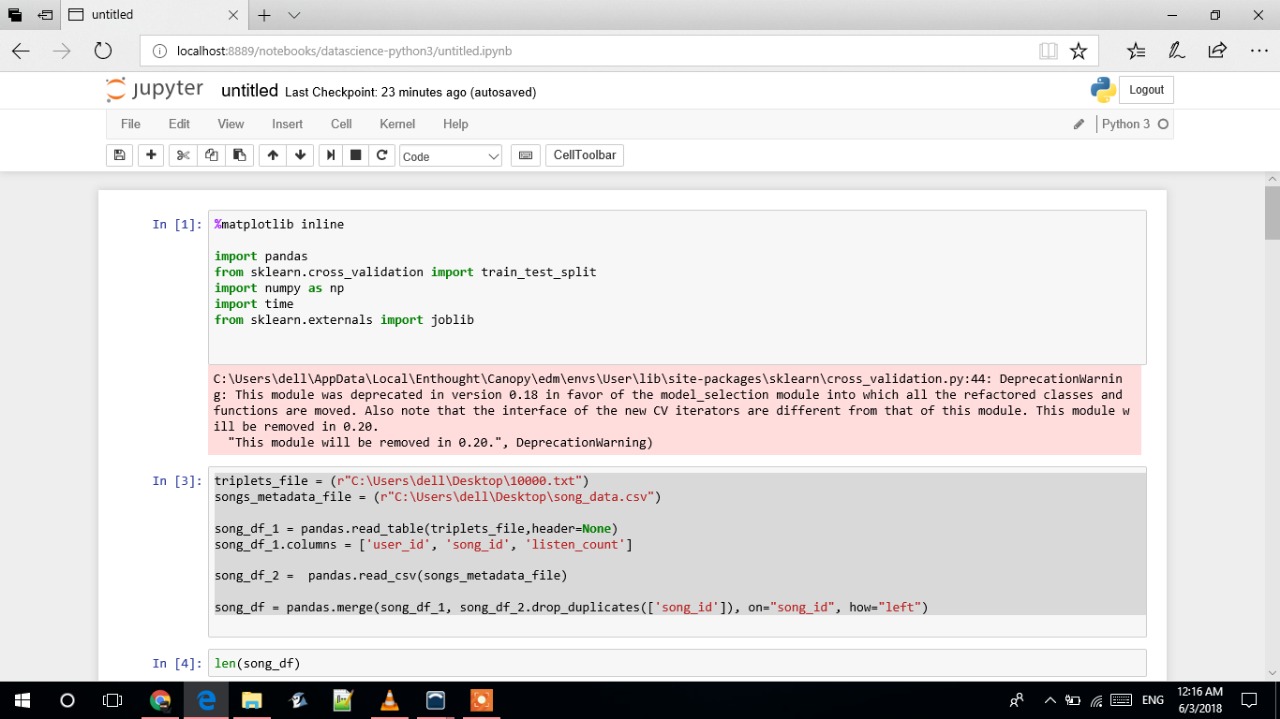 untitled
localhost:8889/notebooks/datascience-python3/untitled.ipynb
jupyter untitled Last Checkpoint: 23 minutes ago (autosaved)
Logout
File Edit View Insert Cell Kernel Help
Python 3
Code
CellToolbar
In [1]: %matplotlib inline
import pandas
from sklearn.cross_validation import train_test_split
import numpy as np
import time
from sklearn.externals import joblib
C:\Users\dell\AppData\Local\Enthought\Canopy\edm\envs\User\lib\site-packages\sklearn\cross_validation.py:44: DeprecationWarnin
g: This module was deprecated in version 0.18 in favor of the model_selection module into which all the refactored classes and
functions are moved. Also note that the interface of the new CV iterators are different from that of this module. This module w
ill be removed in 0.20.
"This module will be removed in 0.20.", DeprecationWarning)
In [3]: triplets_file = (r"C:\Users\dell\Desktop\10000.txt")
songs_metadata_file = (r"C:\Users\dell\Desktop\song_data.csv")
song_df_1 = pandas.read_table(triplets_file,header=None)
song_df_1.columns = ['user_id', 'song_id', 'listen_count']
song_df_2 =  pandas.read_csv(songs_metadata_file)
song_df = pandas.merge(song_df_1, song_df_2.drop_duplicates(['song_id']), on="song_id", how="left")
In [4]: len(song_df)
ENG
12:16 AM
6/3/2018